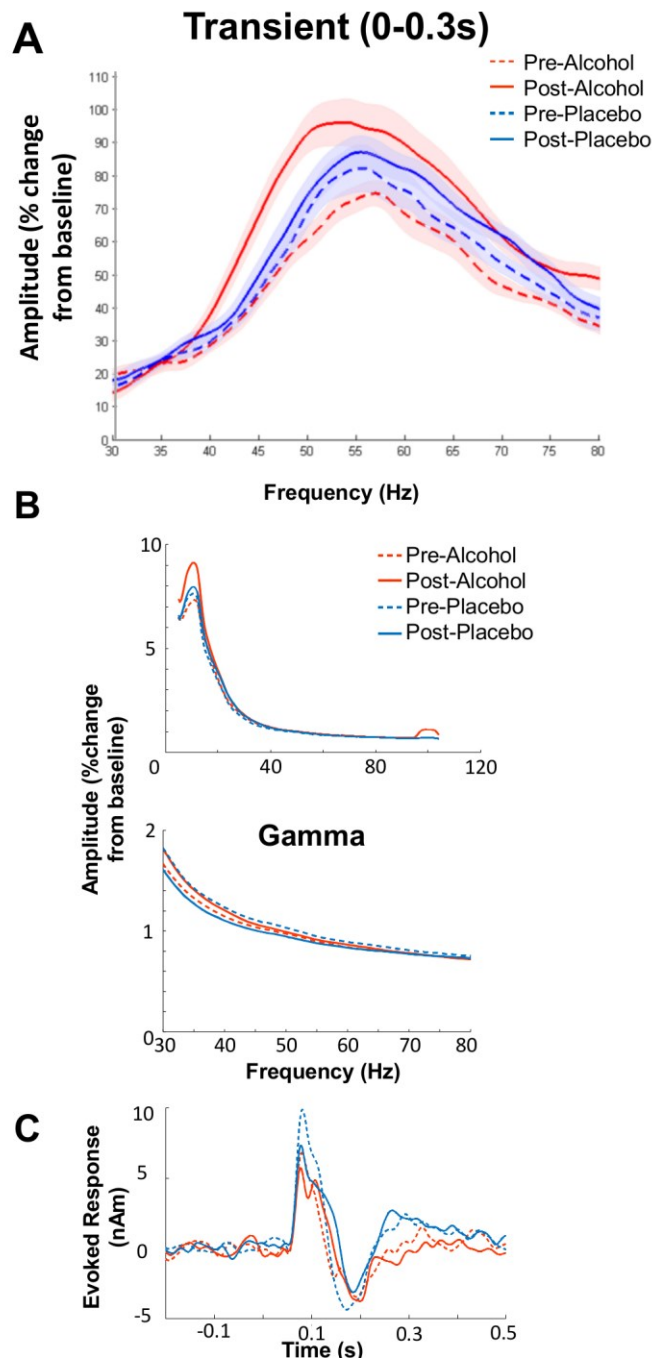 Transient (0-0.3s)
A
Pre-Alcohol
Post-Alcohol
Pre-Placebo
Post-Placebo
Amplitude (% change
from baseline)
110
100
90
80
70
60
50
40
30
20
10
0
30 35 40 45 50 55 60 65 70 75 80
Frequency (Hz)
B
Pre-Alcohol
Post-Alcohol
Pre-Placebo
Post-Placebo
Amplitude (%change
from baseline)
10
5
0 40 80 120
Gamma
2
1
0
30 40 50 60 70 80
Frequency (Hz)
C
Evoked Response
(nAm)
10
5
0
-5
-0.1 0.1 0.3 0.5
Time (s)